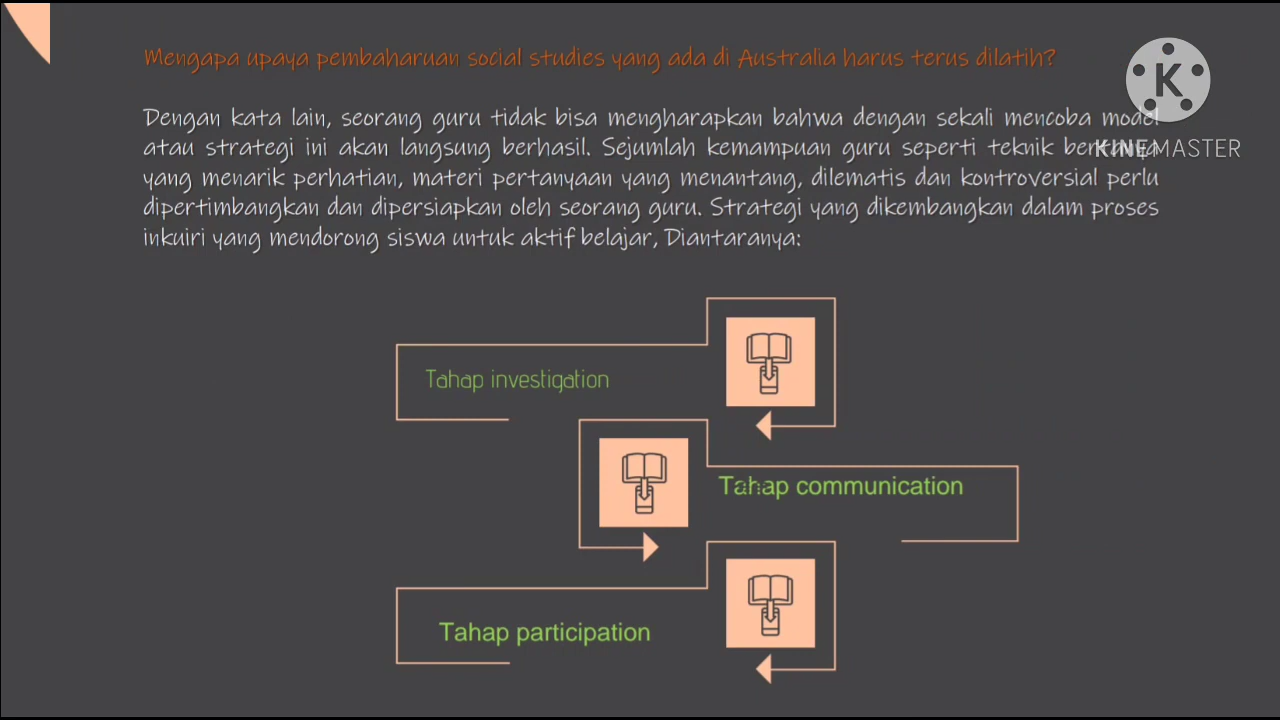 Mengapa upaya pembaharuan social studies yang ada di Australia harus terus dilatih?
Dengan kata lain, seorang guru tidak bisa mengharapkan bahwa dengan sekali mencoba model
atau strategi ini akan langsung berhasil. Sejumlah kemampuan guru seperti teknik bertanya
yang menarik perhatian, materi pertanyaan yang menantang, dilematis dan kontroversial perlu
dipertimbangkan dan dipersiapkan oleh seorang guru. Strategi yang dikembangkan dalam proses
inkuiri yang mendorong siswa untuk aktif belajar, Diantaranya:
K
KINEMASTER
Tahap investigation
Tahap communication
Tahap participation